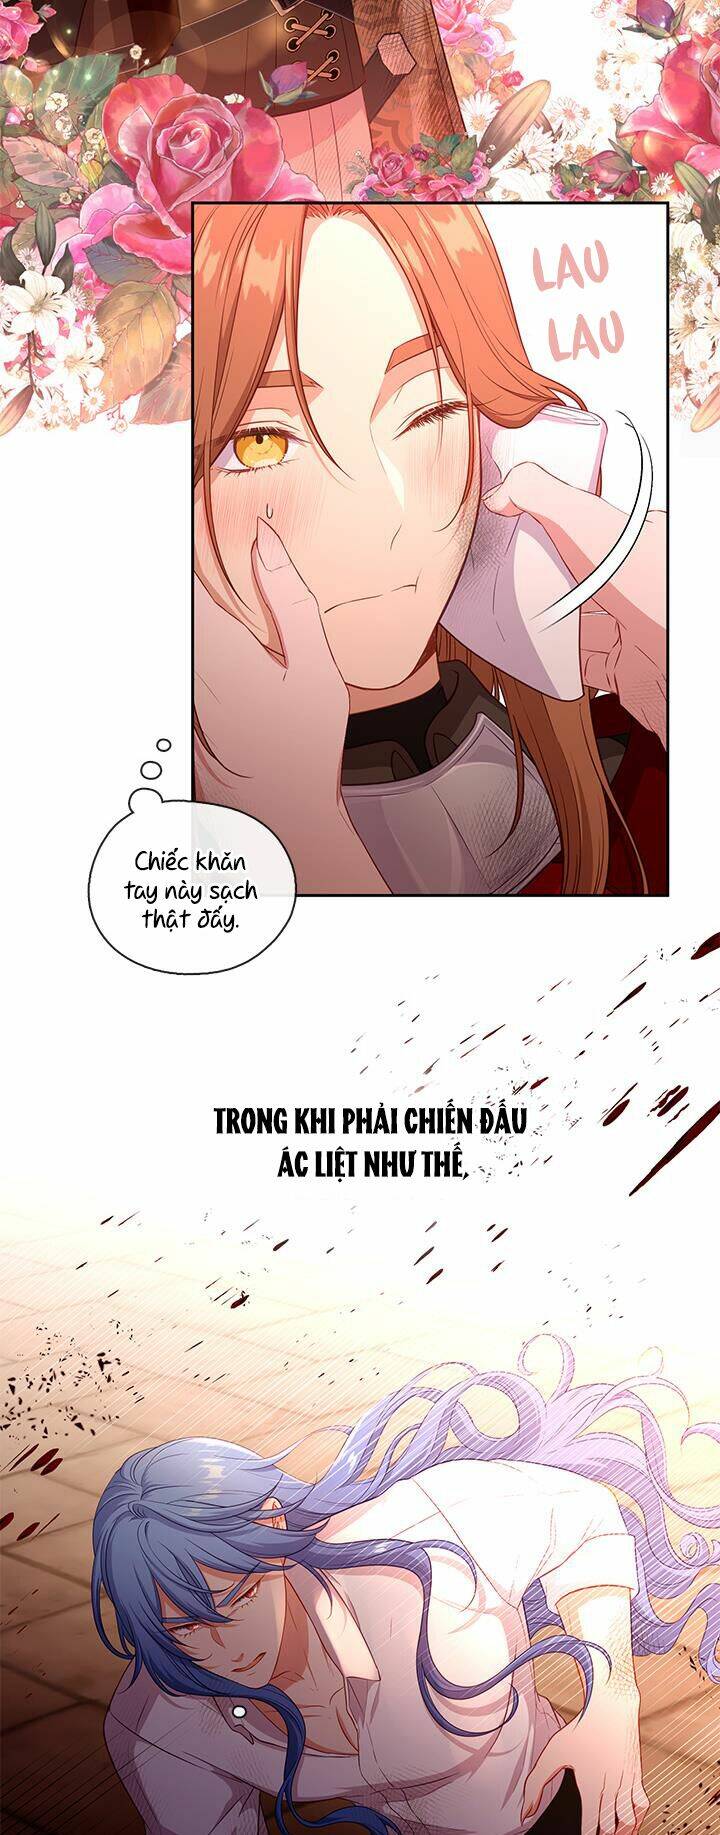 LAU
LAU
Chiếc khăn
tay này sạch
thật đấy.
TRONG KHI PHẢI CHIẾN ĐẤU
ÁC LIỆT NHƯ THẾ,